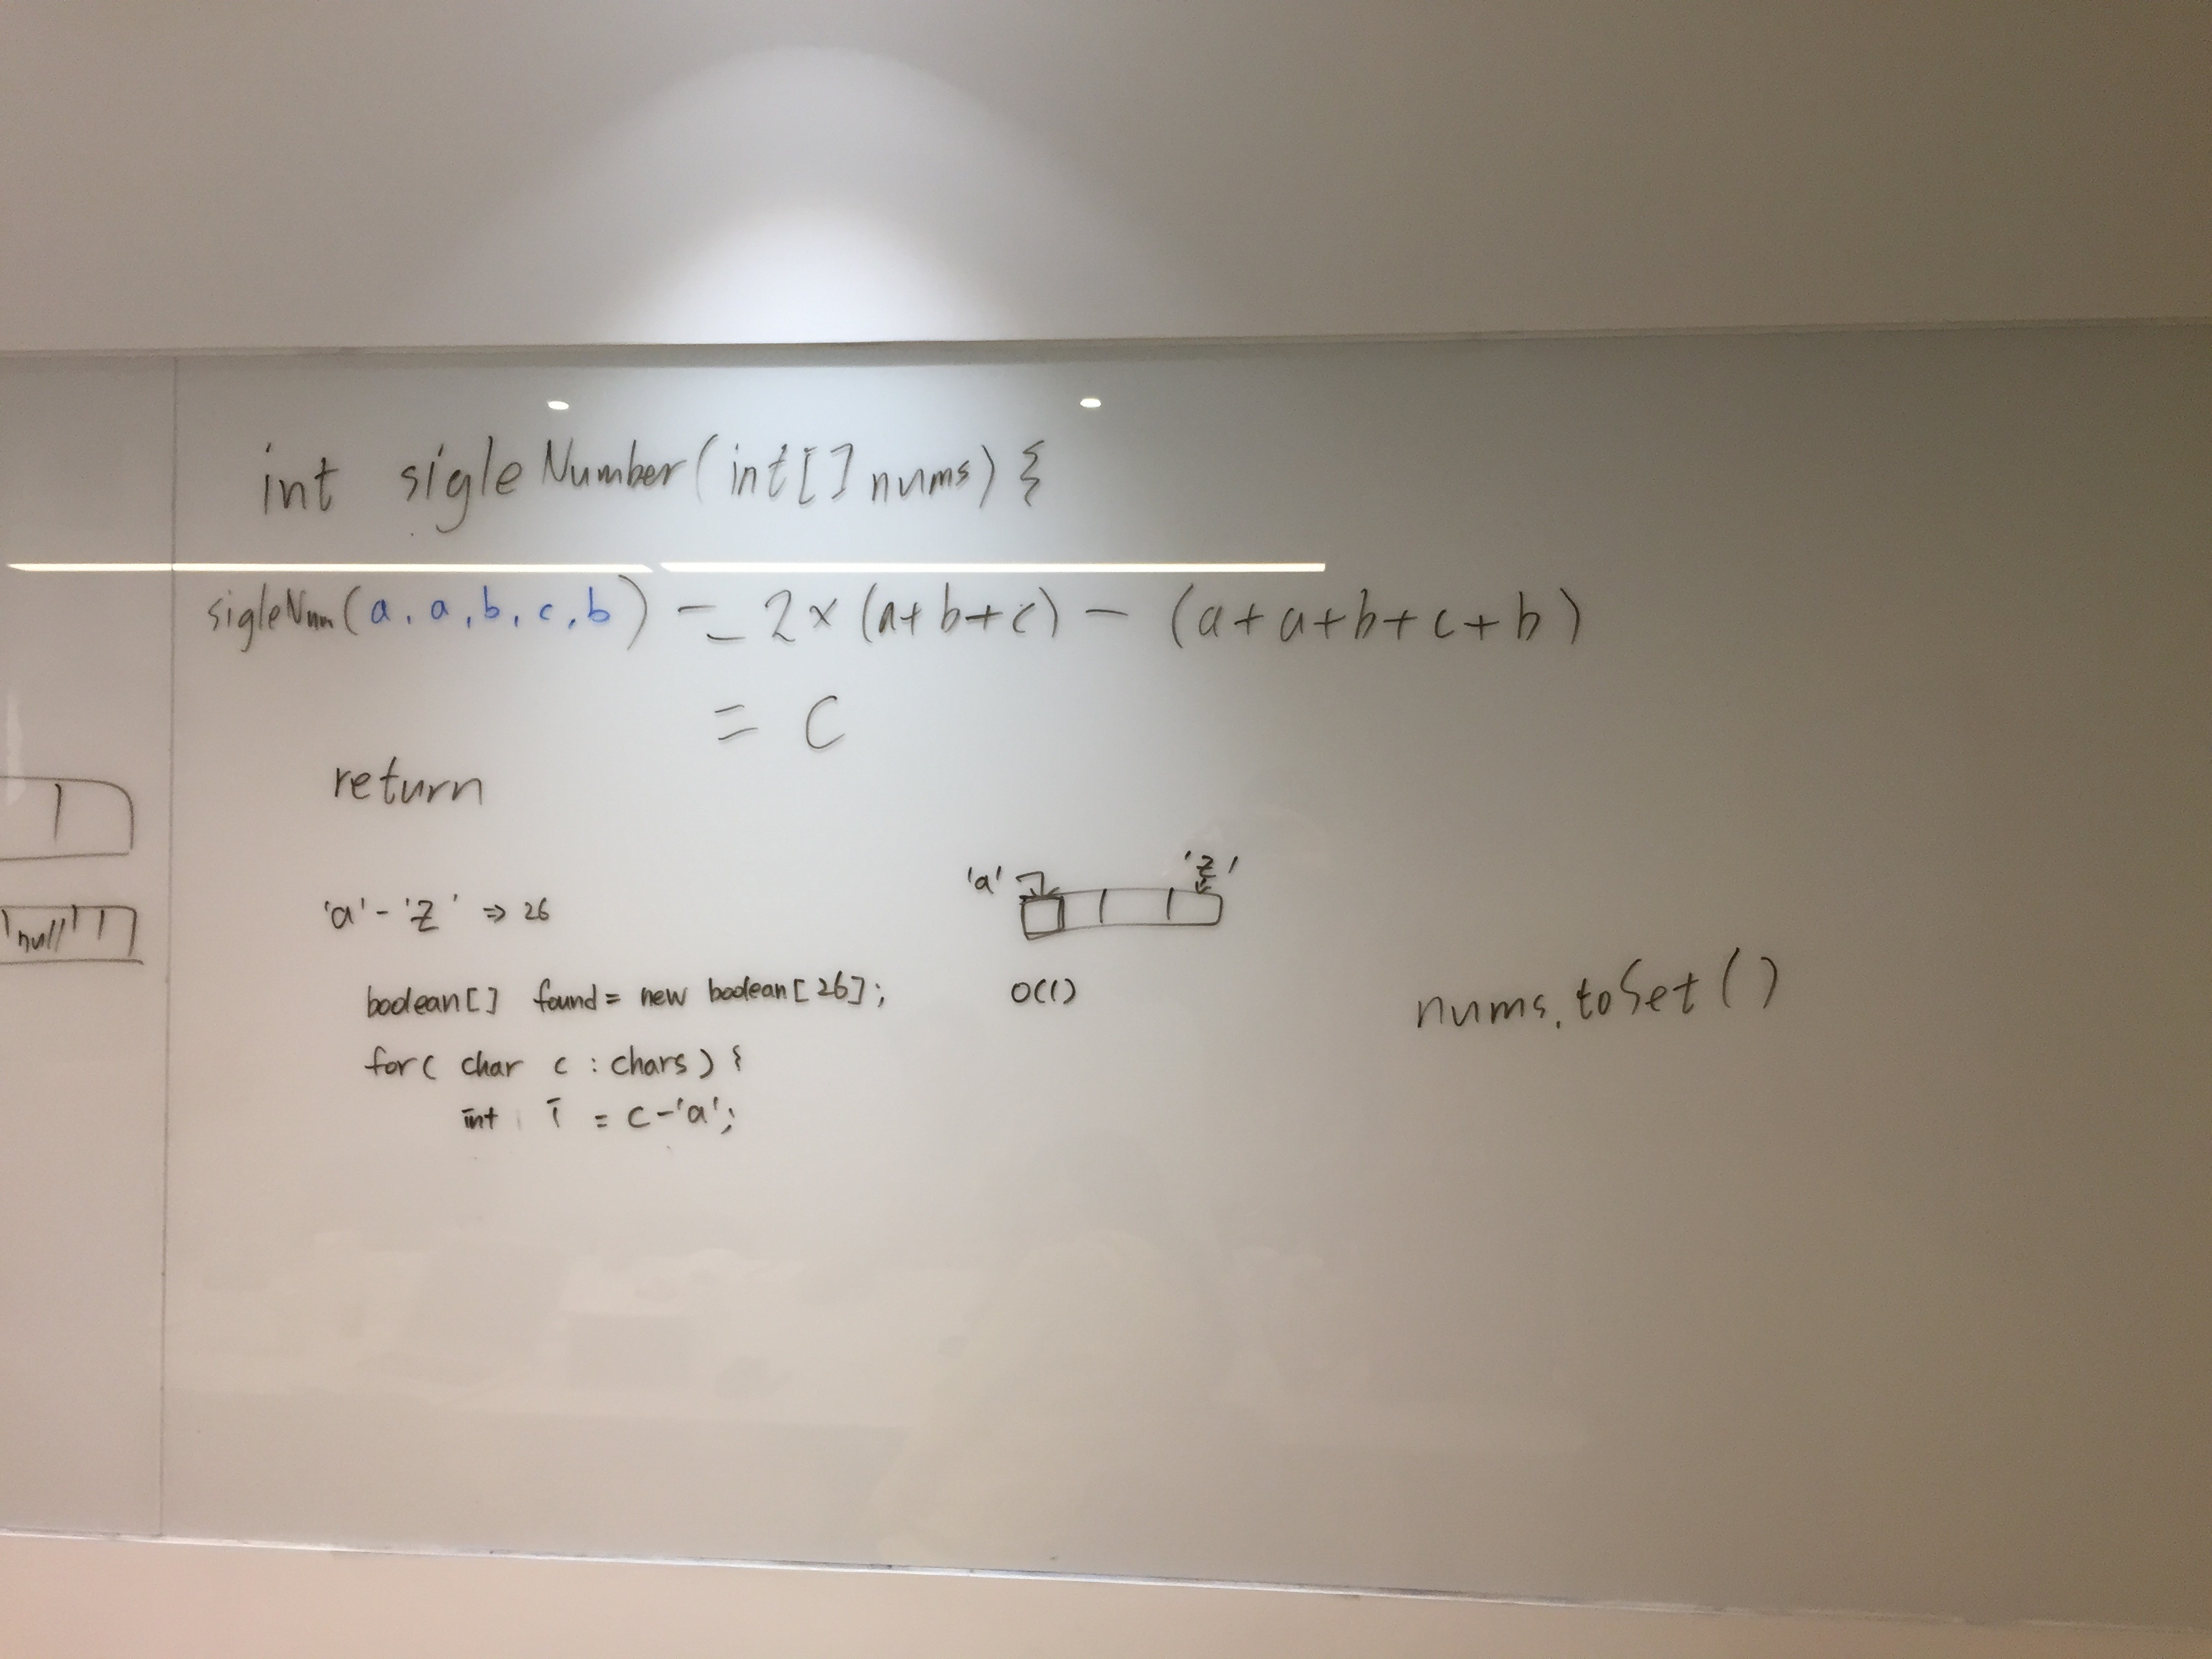 int sigleNumber(int[] nums) {
sigleNum(a, a, b, c, b) = 2 × (a+b+c) - (a+a+b+c+b)
= c
return
'a' 'z'
null
'a' - 'z' => 26
boolean[] found = new boolean[26]; O(1)
nums.toSet()
for( char c : chars) {
int i = c - 'a';